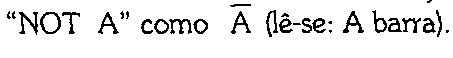 “NOT A” como A̅ (lê-se: A barra).